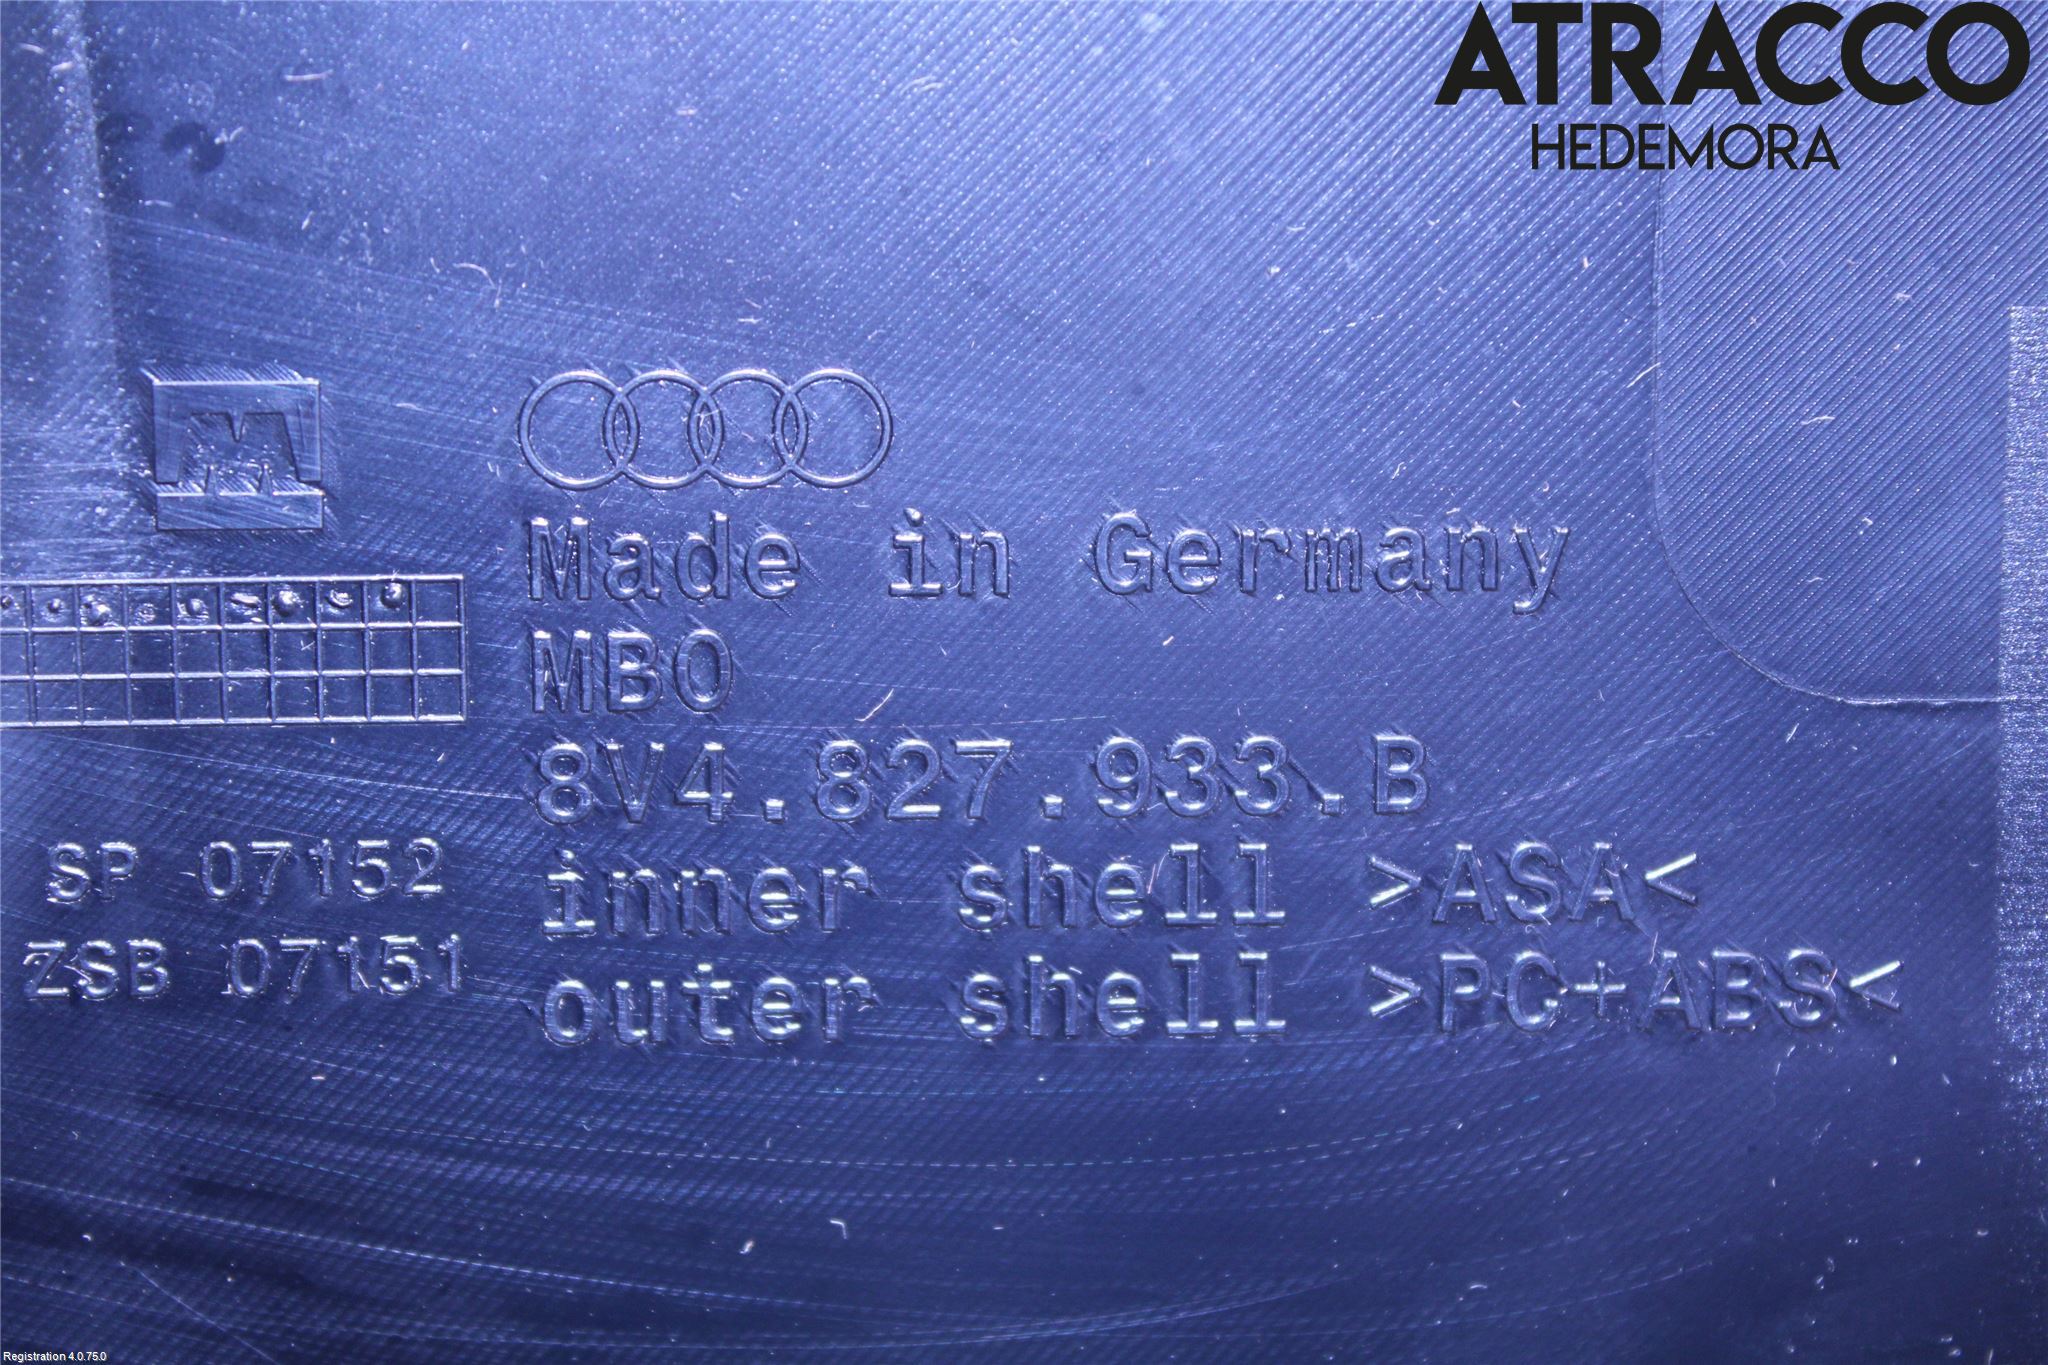 ATRACCO
HEDEMORA
M
Made in Germany
MBO
8V4.827.933.B
SP 07152
inner shell >ASA<
ZSB 07151
outer shell >PC+ABS<
Registration 4.0.75.0